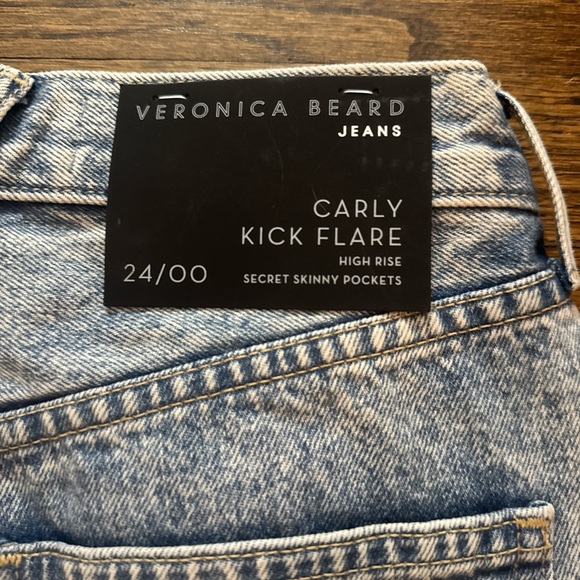 VERONICA BEARD
JEANS
CARLY
KICK FLARE
HIGH RISE
24/00
SECRET SKINNY POCKETS